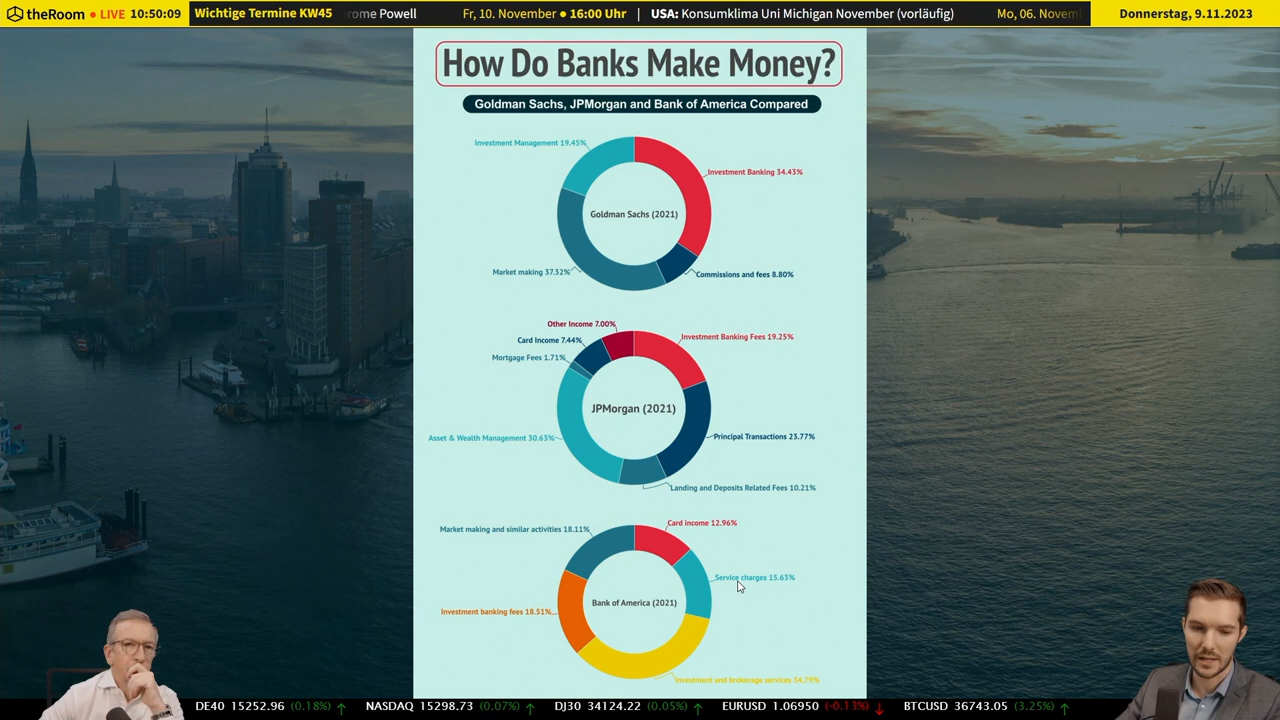 theRoom • LIVE 10:50:09
Wichtige Termine KW45
rome Powell
Fr, 10. November • 16:00 Uhr | USA: Konsumklima Uni Michigan November (vorläufig)
Mo, 06. Novem
Donnerstag, 9.11.2023
How Do Banks Make Money?
Goldman Sachs, JPMorgan and Bank of America Compared
Investment Management 19.45%
Investment Banking 34.43%
Goldman Sachs (2021)
Market making 37.32%
Commissions and fees 8.80%
Other Income 7.00%
Investment Banking Fees 19.25%
Card Income 7.44%
Mortgage Fees 1.71%
JPMorgan (2021)
Asset & Wealth Management 30.63%
Principal Transactions 23.77%
Landing and Deposits Related Fees 10.21%
Card income 12.96%
Market making and similar activities 18.11%
Service charges 15.63%
Bank of America (2021)
Investment banking fees 18.51%
Investment and brokerage services 34.79%
DE40 15252.96 (0.18%) ↑ NASDAQ 15298.73 (0.07%) ↑ DJ30 34124.22 (0.05%) ↑ EURUSD 1.06950 (-0.13%) ↓ BTCUSD 36743.05 (3.25%) ↑